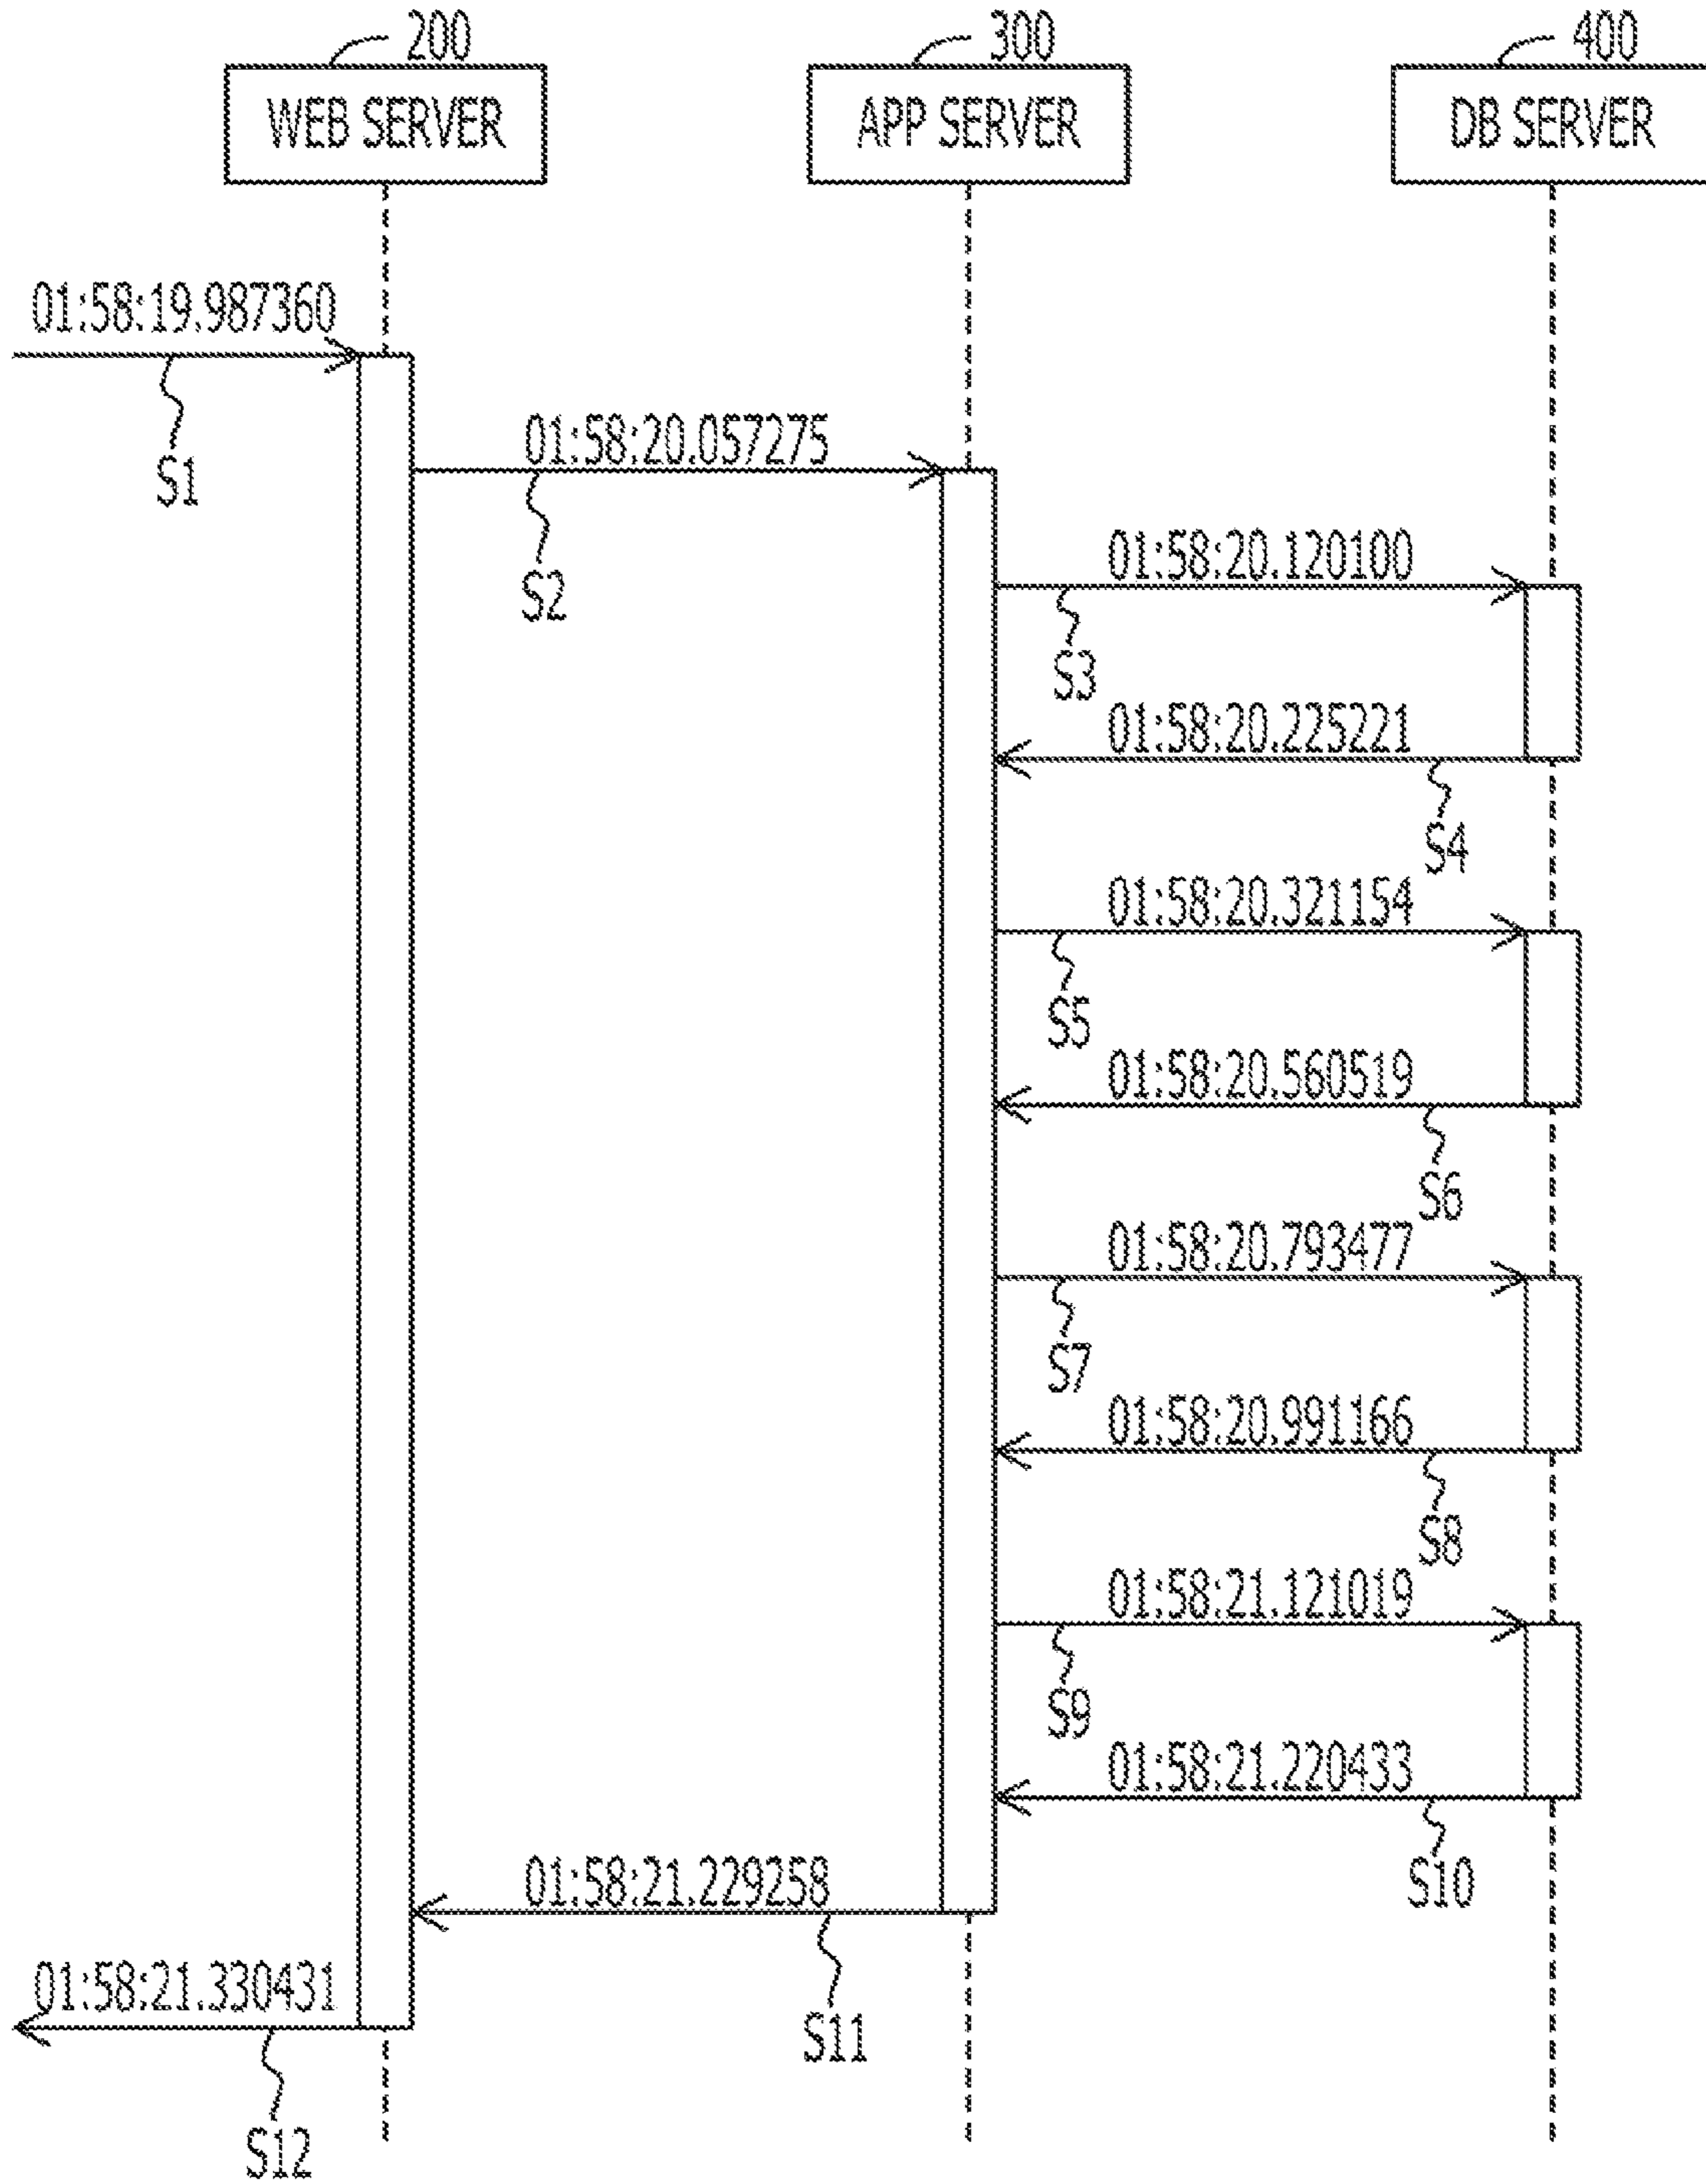 200
300
400
WEB SERVER
APP SERVER
DB SERVER
01:58:19.987360
S1
01:58:20.057275
S2
01:58:20.120100
S3
01:58:20.225221
S4
01:58:20.321154
S5
01:58:20.560519
S6
01:58:20.793477
S7
01:58:20.991166
S8
01:58:21.121019
S9
01:58:21.220433
S10
01:58:21.229258
S11
01:58:21.330431
S12